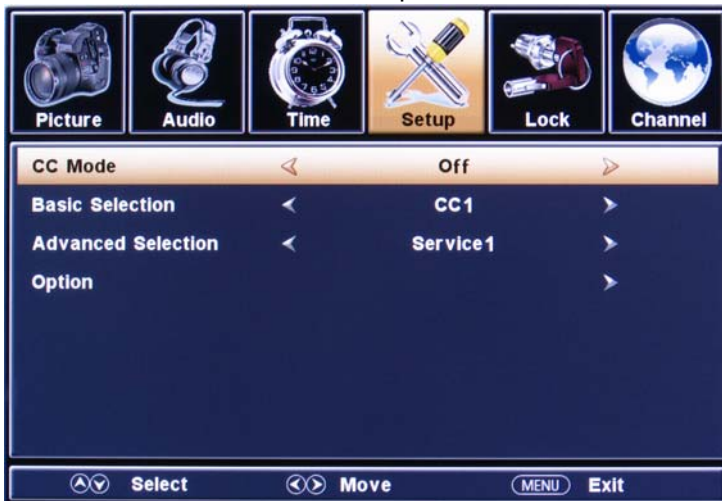 Picture Audio Time Setup Lock Channel
CC Mode Off
Basic Selection CC1
Advanced Selection Service1
Option
Select Move MENU Exit